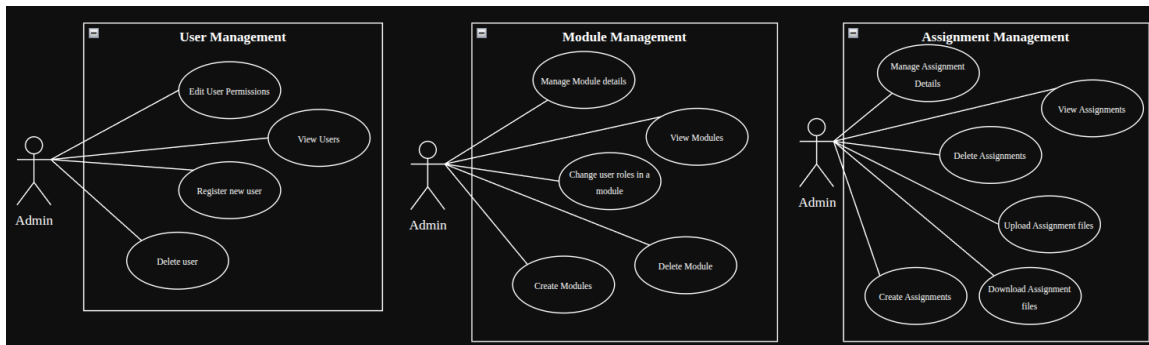 User Management
Edit User Permissions
View Users
Register new user
Delete user
Admin
Module Management
Manage Module details
View Modules
Change user roles in a
module
Delete Module
Create Modules
Admin
Assignment Management
Manage Assignment
Details
View Assignments
Delete Assignments
Upload Assignment files
Create Assignments
Download Assignment
files
Admin